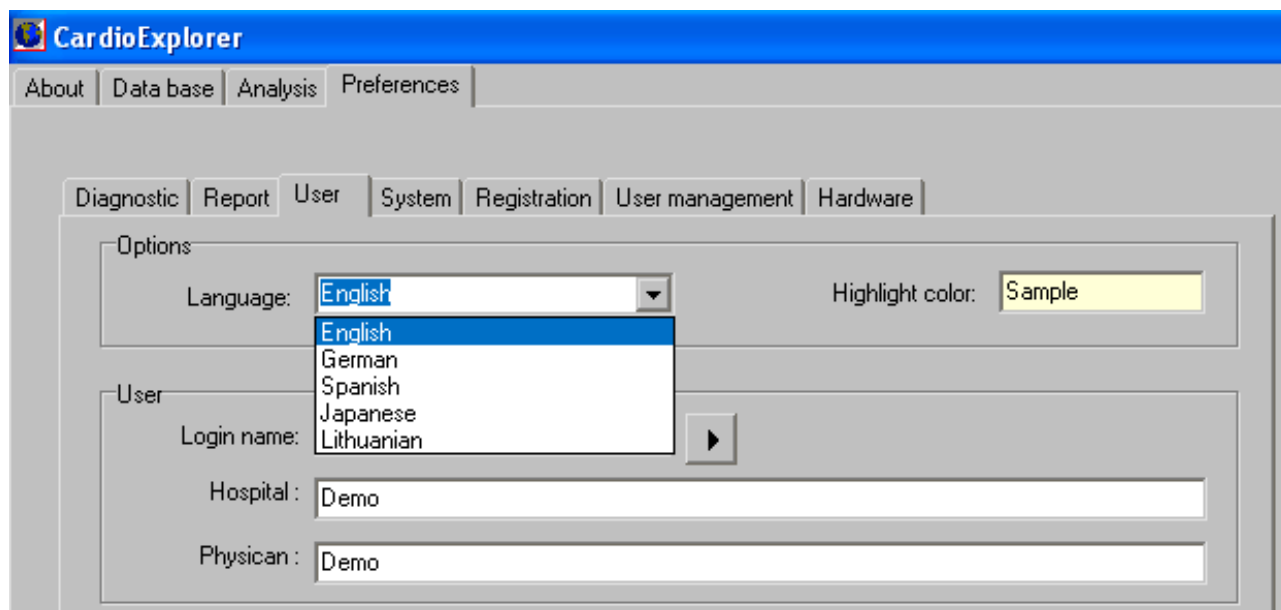 CardioExplorer
About Data base Analysis Preferences
Diagnostic Report User System Registration User management Hardware
Options
Language: English Highlight color: Sample
English
German
Spanish
Japanese
Lithuanian
User
Login name:
Hospital : Demo
Physican : Demo